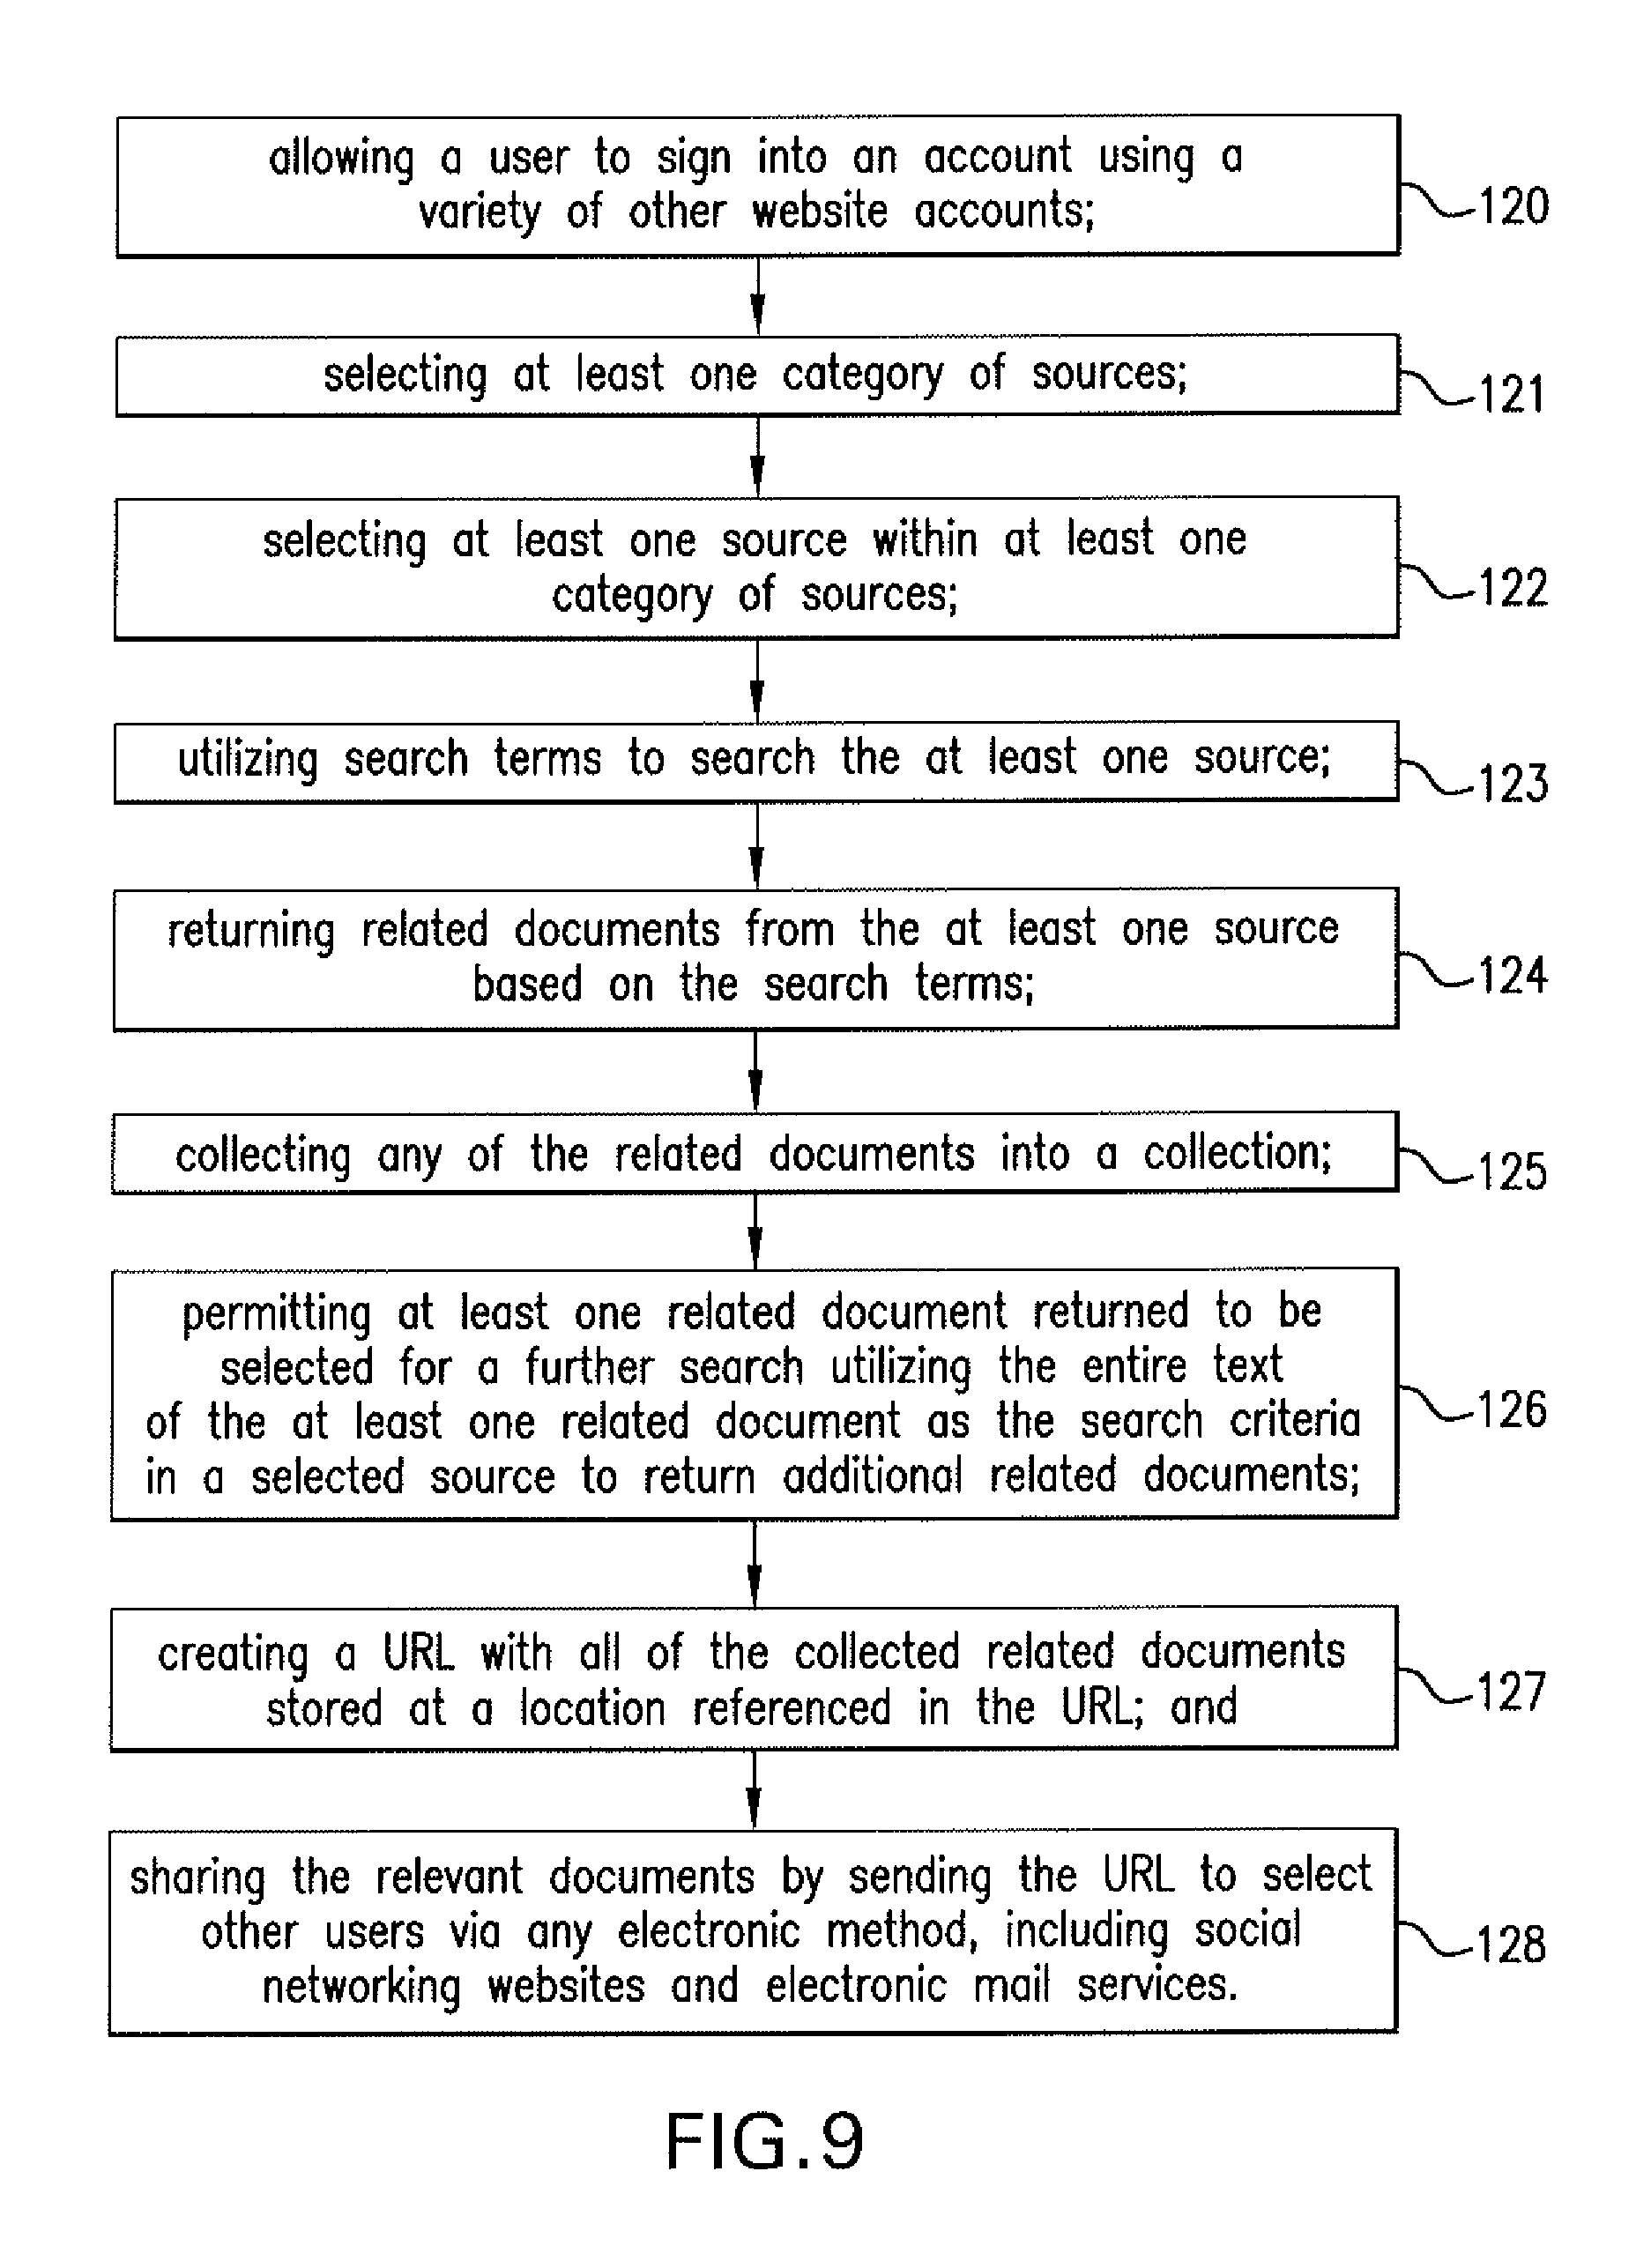 allowing a user to sign into an account using a
variety of other website accounts;
120
selecting at least one category of sources;
121
selecting at least one source within at least one
category of sources;
122
utilizing search terms to search the at least one source;
123
returning related documents from the at least one source
based on the search terms;
124
collecting any of the related documents into a collection;
125
permitting at least one related document returned to be
selected for a further search utilizing the entire text
of the at least one related document as the search criteria
in a selected source to return additional related documents;
126
creating a URL with all of the collected related documents
stored at a location referenced in the URL; and
127
sharing the relevant documents by sending the URL to select
other users via any electronic method, including social
networking websites and electronic mail services.
128
FIG.9